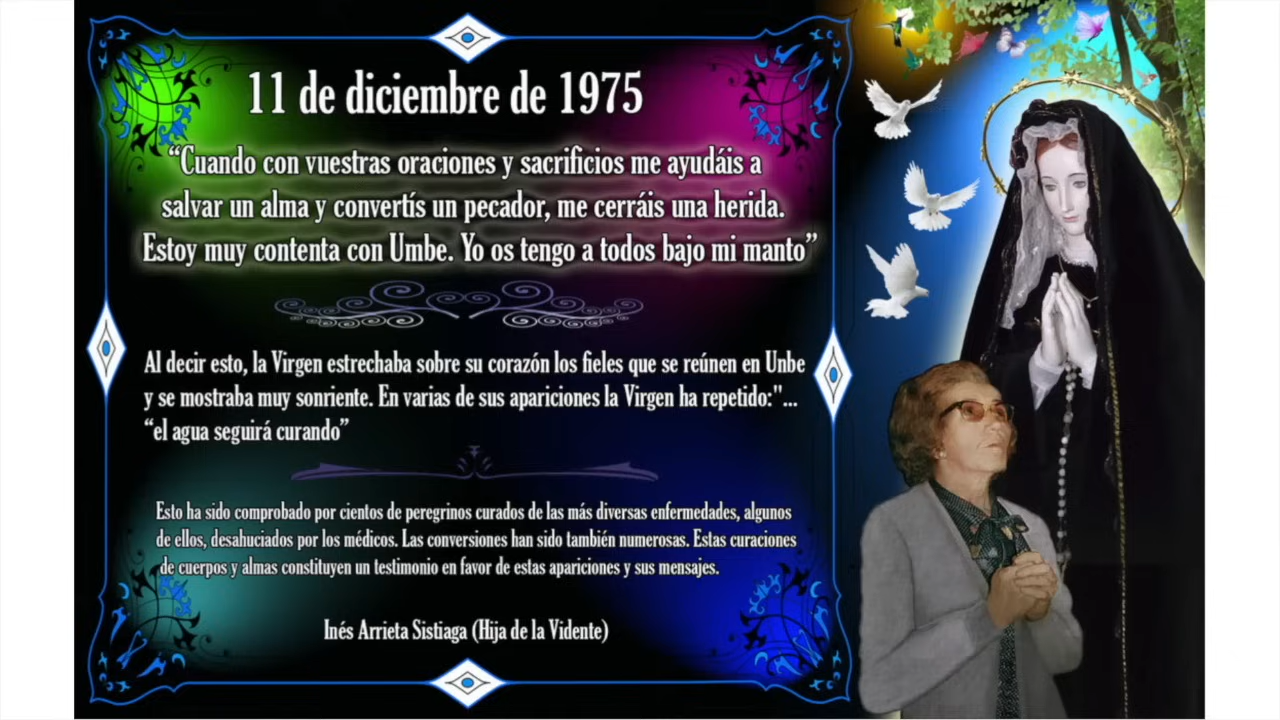 11 de diciembre de 1975
“Cuando con vuestras oraciones y sacrificios me ayudáis a
salvar un alma y convertís un pecador, me cerráis una herida.
Estoy muy contenta con Umbe. Yo os tengo a todos bajo mi manto”
Al decir esto, la Virgen estrechaba sobre su corazón los fieles que se reúnen en Unbe
y se mostraba muy sonriente. En varias de sus apariciones la Virgen ha repetido:"...
“el agua seguirá curando”
Esto ha sido comprobado por cientos de peregrinos curados de las más diversas enfermedades, algunos
de ellos, desahuciados por los médicos. Las conversiones han sido también numerosas. Estas curaciones
de cuerpos y almas constituyen un testimonio en favor de estas apariciones y sus mensajes.
Inés Arrieta Sistiaga (Hija de la Vidente)